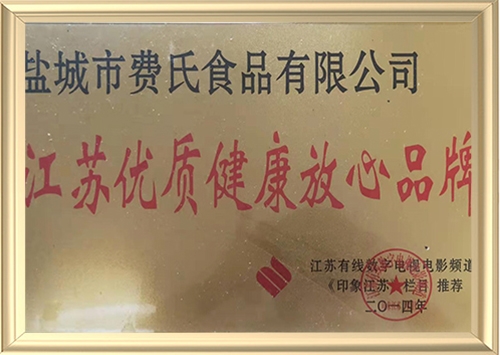 盐城市费氏食品有限公司
江苏优质健康放心品牌
江苏有线数字电视电影频道
《印象江苏》栏目 推荐
二〇一四年